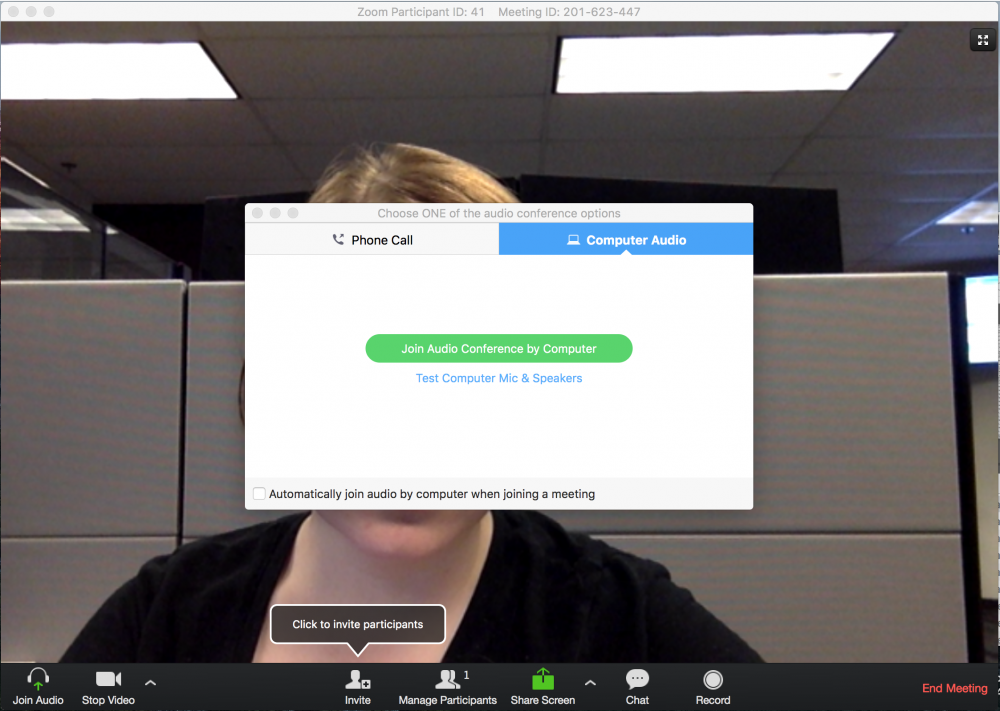 Zoom Participant ID: 41 Meeting ID: 201-623-447
Choose ONE of the audio conference options
Phone Call
Computer Audio
Join Audio Conference by Computer
Test Computer Mic & Speakers
Automatically join audio by computer when joining a meeting
Click to invite participants
1
Join Audio
Stop Video
Invite
Manage Participants
Share Screen
Chat
Record
End Meeting